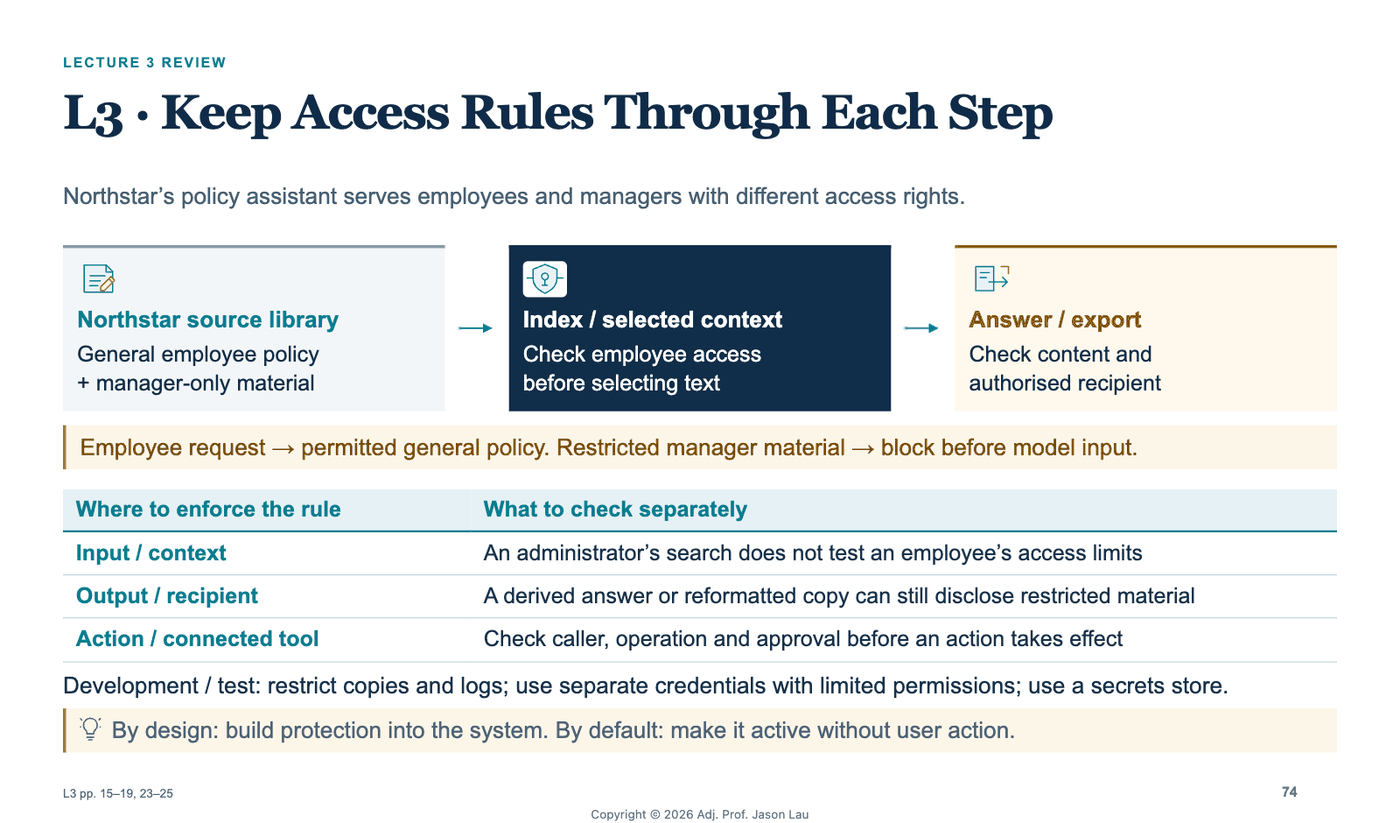 LECTURE 3 REVIEW
L3 · Keep Access Rules Through Each Step
Northstar’s policy assistant serves employees and managers with different access rights.
Northstar source library
General employee policy
+ manager-only material
Index / selected context
Check employee access
before selecting text
Answer / export
Check content and
authorised recipient
Employee request → permitted general policy. Restricted manager material → block before model input.
Where to enforce the rule
What to check separately
Input / context
An administrator’s search does not test an employee’s access limits
Output / recipient
A derived answer or reformatted copy can still disclose restricted material
Action / connected tool
Check caller, operation and approval before an action takes effect
Development / test: restrict copies and logs; use separate credentials with limited permissions; use a secrets store.
By design: build protection into the system. By default: make it active without user action.
L3 pp. 15–19, 23–25
74
Copyright © 2026 Adj. Prof. Jason Lau